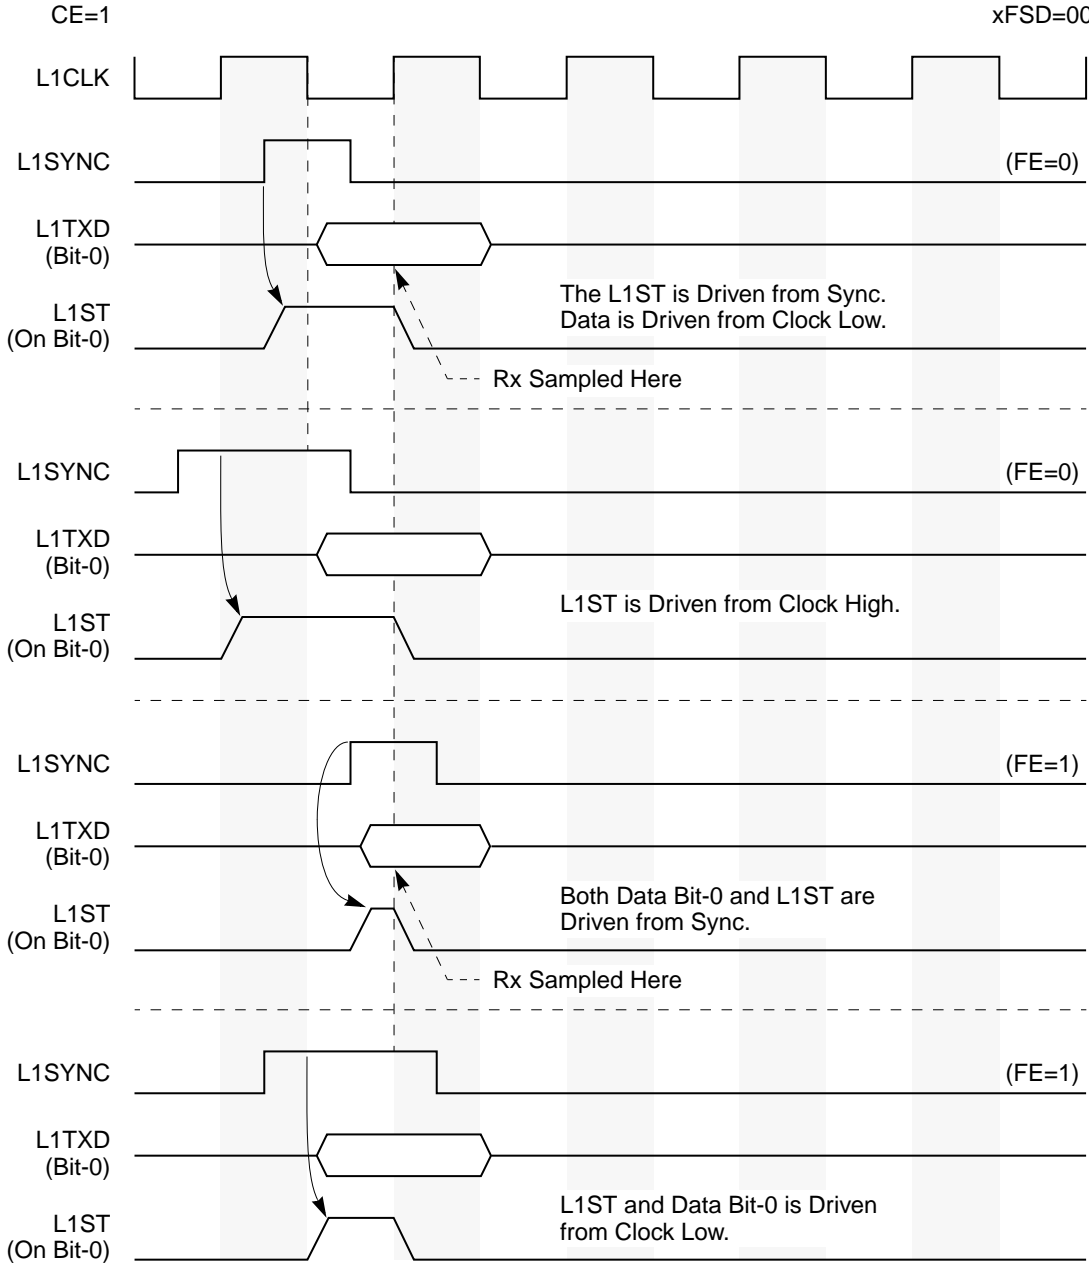 CE=1
xFSD=00
L1CLK
L1SYNC
(FE=0)
L1TXD
(Bit-0)
The L1ST is Driven from Sync.
Data is Driven from Clock Low.
L1ST
(On Bit-0)
Rx Sampled Here
L1SYNC
(FE=0)
L1TXD
(Bit-0)
L1ST is Driven from Clock High.
L1ST
(On Bit-0)
L1SYNC
(FE=1)
L1TXD
(Bit-0)
Both Data Bit-0 and L1ST are
Driven from Sync.
L1ST
(On Bit-0)
Rx Sampled Here
L1SYNC
(FE=1)
L1TXD
(Bit-0)
L1ST and Data Bit-0 is Driven
from Clock Low.
L1ST
(On Bit-0)